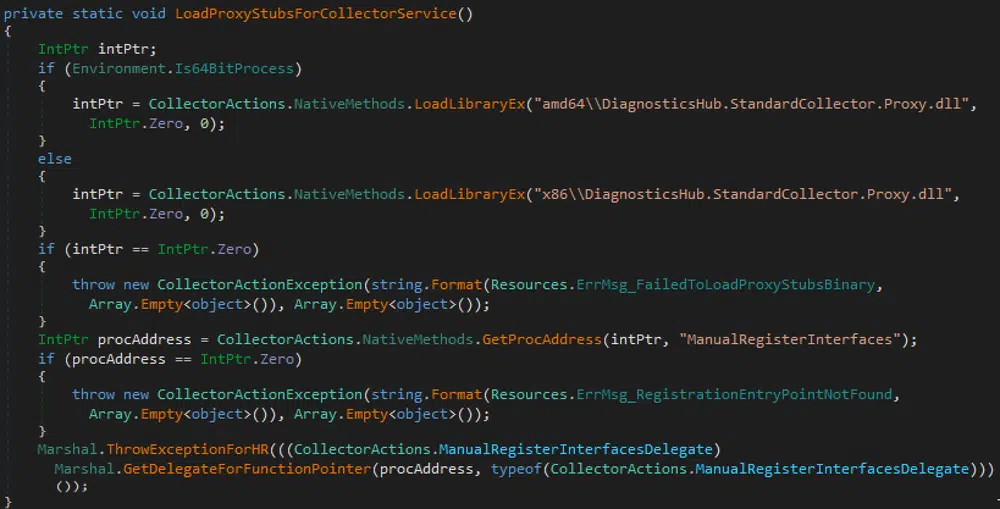 private static void LoadProxyStubsForCollectorService()
{
IntPtr intPtr;
if (Environment.Is64BitProcess)
{
intPtr = CollectorActions.NativeMethods.LoadLibraryEx("amd64\\DiagnosticsHub.StandardCollector.Proxy.dll",
IntPtr.Zero, 0);
}
else
{
intPtr = CollectorActions.NativeMethods.LoadLibraryEx("x86\\DiagnosticsHub.StandardCollector.Proxy.dll",
IntPtr.Zero, 0);
}
if (intPtr == IntPtr.Zero)
{
throw new CollectorActionException(string.Format(Resources.ErrMsg_FailedToLoadProxyStubsBinary,
Array.Empty<object>()), Array.Empty<object>());
}
IntPtr procAddress = CollectorActions.NativeMethods.GetProcAddress(intPtr, "ManualRegisterInterfaces");
if (procAddress == IntPtr.Zero)
{
throw new CollectorActionException(string.Format(Resources.ErrMsg_RegistrationEntryPointNotFound,
Array.Empty<object>()), Array.Empty<object>());
}
Marshal.ThrowExceptionForHR(((CollectorActions.ManualRegisterInterfacesDelegate)
Marshal.GetDelegateForFunctionPointer(procAddress, typeof(CollectorActions.ManualRegisterInterfacesDelegate)))
());
}